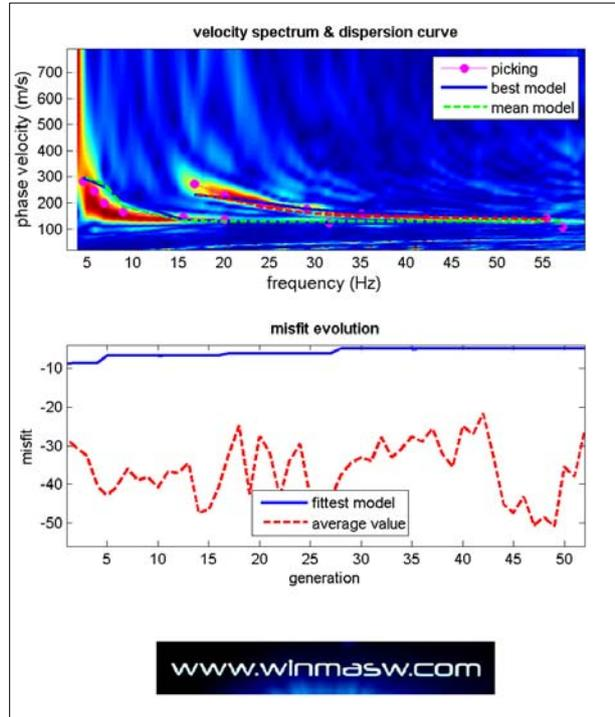 velocity spectrum & dispersion curve
phase velocity (m/s)
700
600
500
400
300
200
100
picking
best model
mean model
5 10 15 20 25 30 35 40 45 50 55
frequency (Hz)
misfit evolution
misfit
-10
-20
-30
-40
-50
fittest model
average value
5 10 15 20 25 30 35 40 45 50
generation
www.winmasw.com